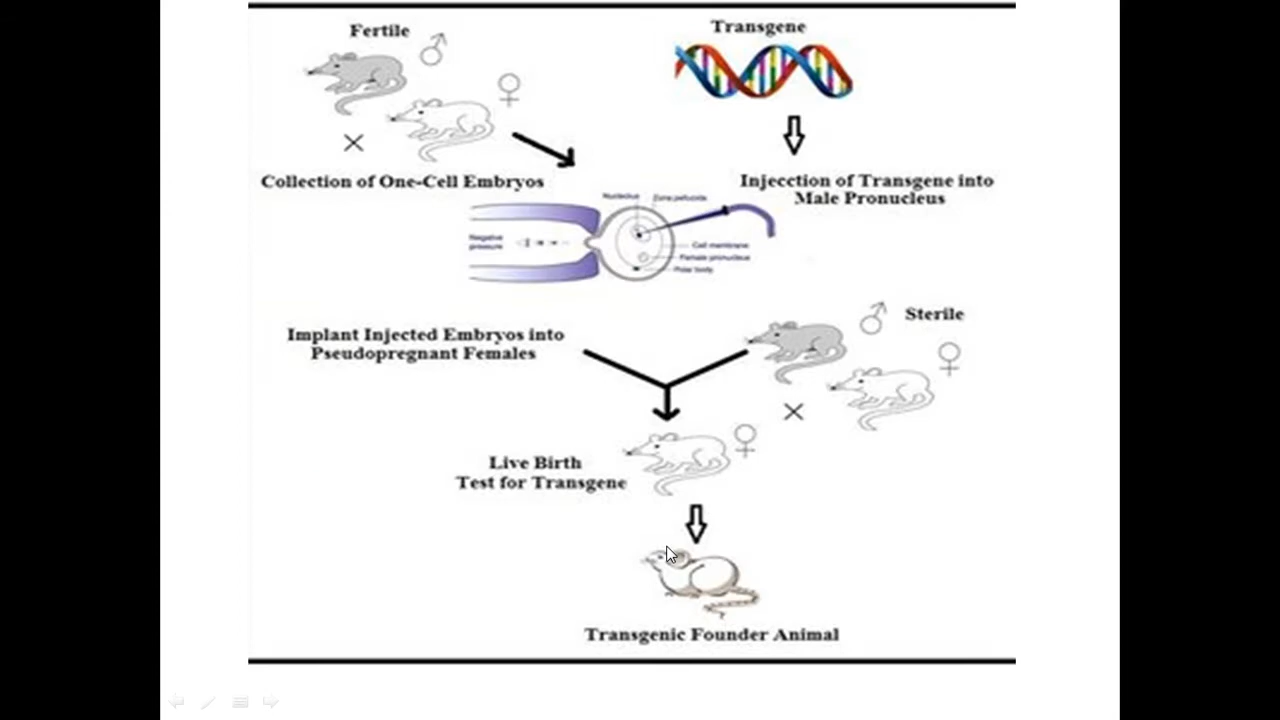 Fertile
Transgene
Collection of One-Cell Embryos
Injecction of Transgene into
Male Pronucleus
Nucleolus
Zona pellucida
Negative
pressure
Cell membrane
Female pronucleus
Polar body
Sterile
Implant Injected Embryos into
Pseudopregnant Females
Live Birth
Test for Transgene
Transgenic Founder Animal